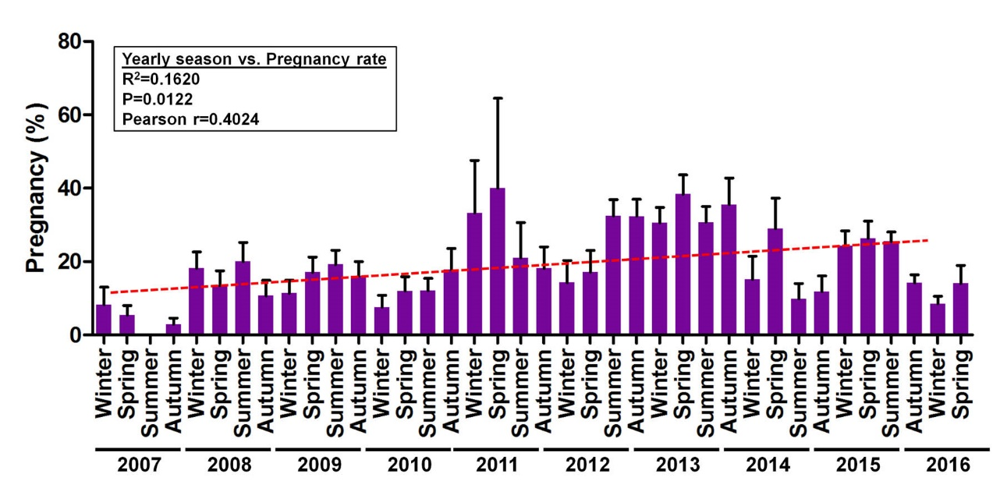 80
60
40
20
0
Pregnancy (%)
Yearly season vs. Pregnancy rate
R²=0.1620
P=0.0122
Pearson r=0.4024
Winter
Spring
Summer
Autumn
Winter
Spring
Summer
Autumn
Winter
Spring
Summer
Autumn
Winter
Spring
Summer
Autumn
Winter
Spring
Summer
Autumn
Winter
Spring
Summer
Autumn
Winter
Spring
Summer
Autumn
Winter
Spring
Summer
Autumn
Winter
Spring
Summer
Autumn
Winter
Spring
2007
2008
2009
2010
2011
2012
2013
2014
2015
2016